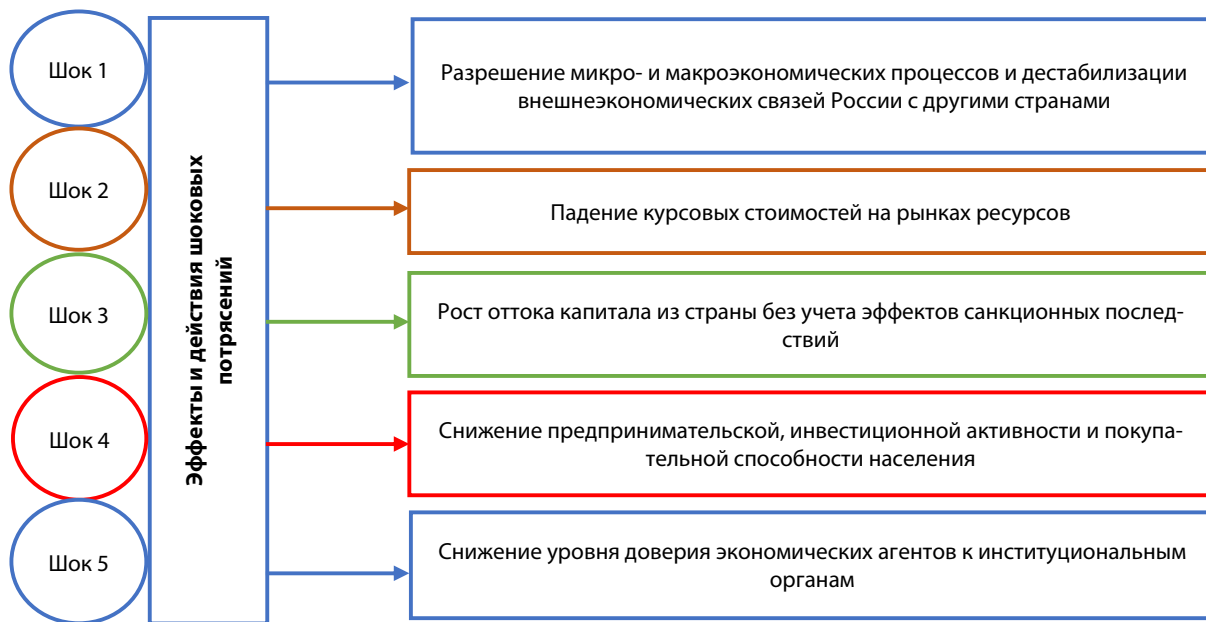 Шок 1
Шок 2
Шок 3
Шок 4
Шок 5
Эффекты и действия шоковых
потрясений
Разрешение микро- и макроэкономических процессов и дестабилизации
внешнеэкономических связей России с другими странами
Падение курсовых стоимостей на рынках ресурсов
Рост оттока капитала из страны без учета эффектов санкционных послед-
ствий
Снижение предпринимательской, инвестиционной активности и покупа-
тельной способности населения
Снижение уровня доверия экономических агентов к институциональным
органам